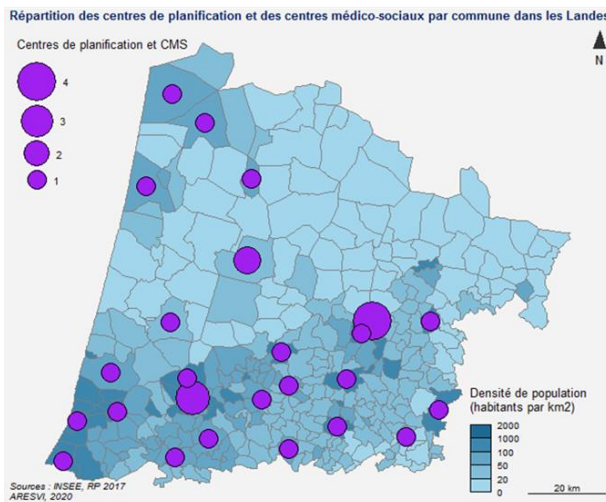 Répartition des centres de planification et des centres médico-sociaux par commune dans les Landes
Centres de planification et CMS
4
3
2
1
N
Densité de population
(habitants par km2)
2000
1000
100
50
20
0
20 km
Sources : INSEE, RP 2017
ARESVI, 2020